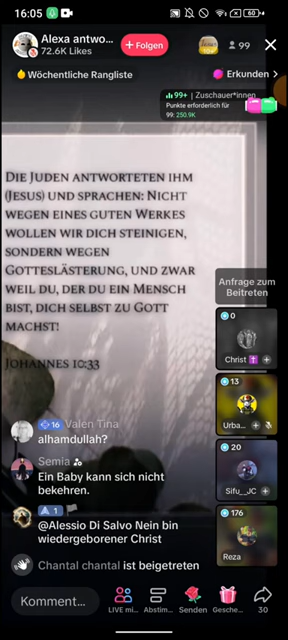 16:05
Alexa antwo...
72.6K Likes
+ Folgen
99
Wöchentliche Rangliste
Erkunden >
99+ | Zuschauer*innen
Punkte erforderlich für
99: 250.9K
Die Juden antworteten ihm
(Jesus) und sprachen: Nicht
wegen eines guten Werkes
wollen wir dich steinigen,
sondern wegen
Gotteslästerung, und zwar
weil du, der du ein Mensch
bist, dich selbst zu Gott
machst!
Johannes 10:33
Anfrage zum
Beitreten
0
Christ
13
Urba...
20
Sifu_JC
176
Reza
16 Valen Tina
alhamdullah?
Semia
Ein Baby kann sich nicht
bekehren.
1
@Alessio Di Salvo Nein bin
wiedergeborener Christ
Chantal chantal ist beigetreten
Komment...
LIVE mi...
Abstim...
Senden
Gesche...
30